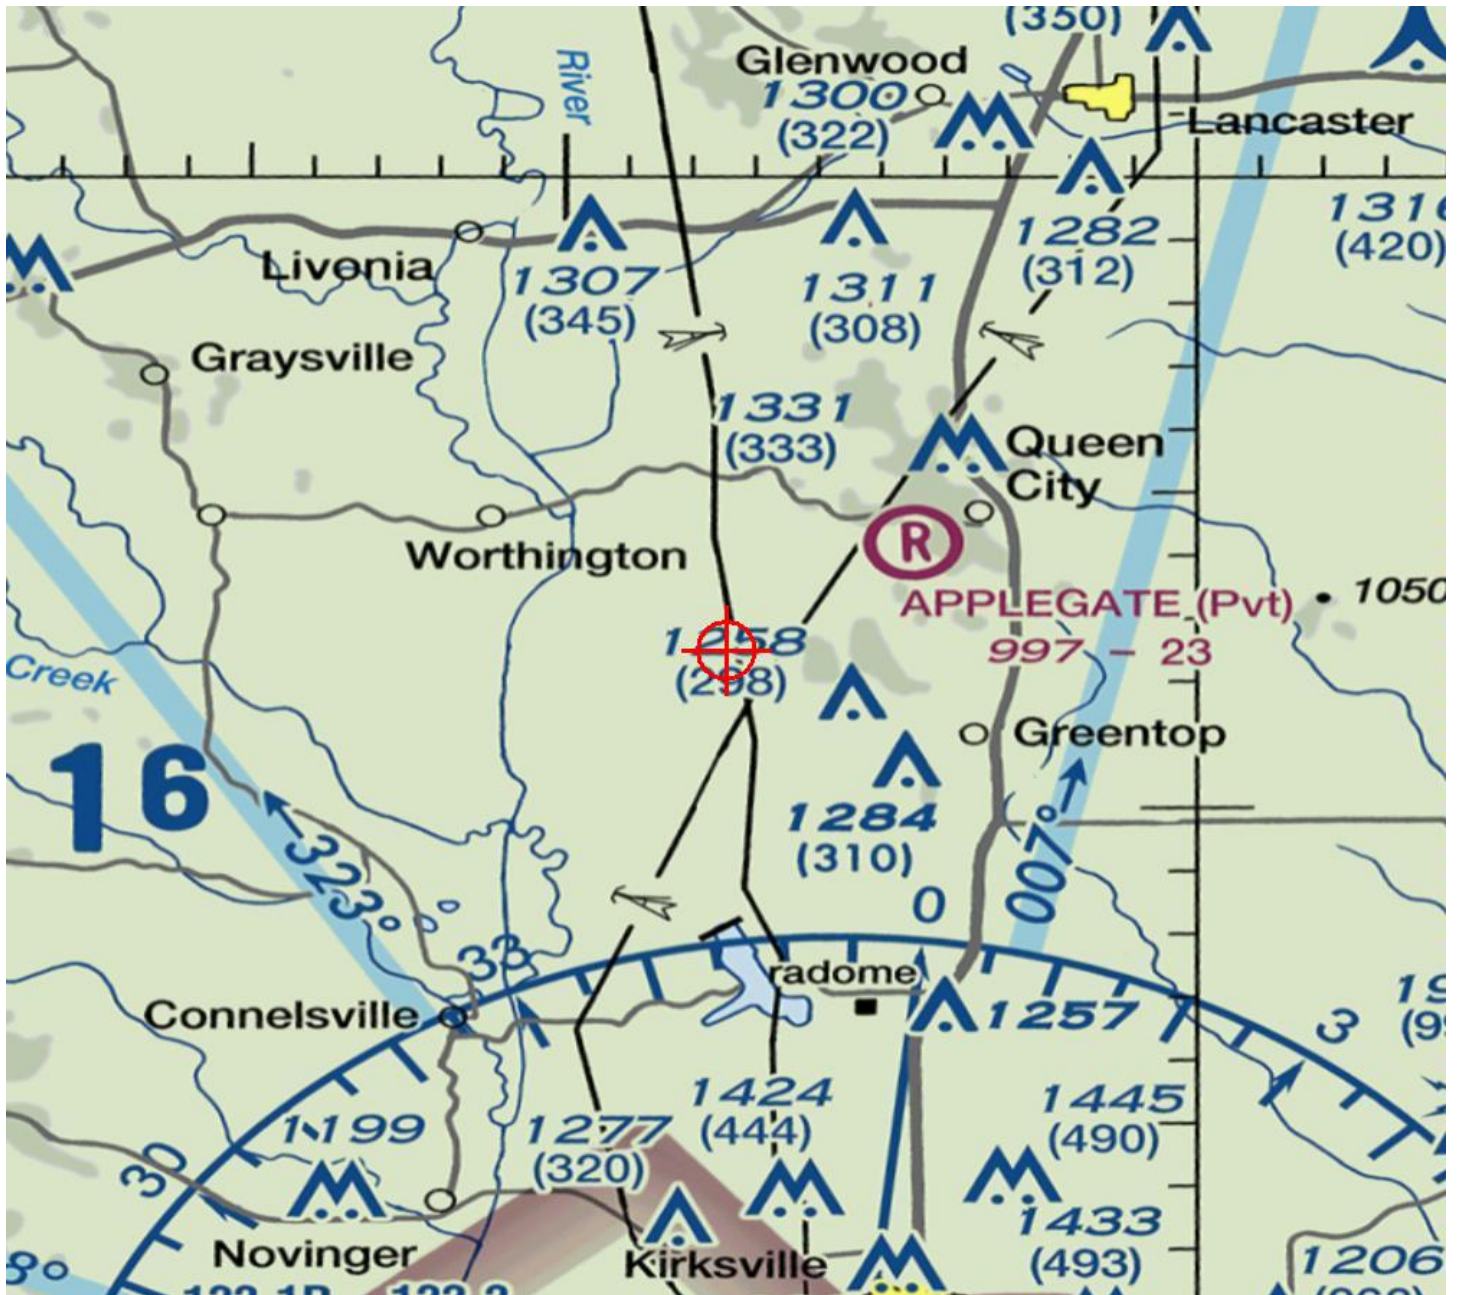 (350)
Glenwood
1300
(322)
River
Lancaster
1282
(312)
Livonia
1307
(345)
1311
(308)
(420)
Graysville
1331
(333)
Queen
City
Worthington
R
APPLEGATE (Pvt)
997 - 23
1050
1258
(298)
Creek
16
Greentop
1284
(310)
323°
007°
0
33
radome
1257
Connelsville
3
30
1199
1277
(320)
1424
(444)
1445
(490)
1433
(493)
Novinger
Kirksville
1206